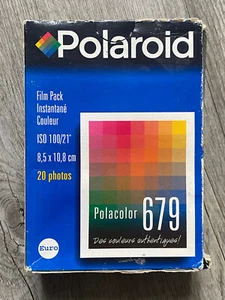 Polaroid
Film Pack
Instantané
Couleur
ISO 100/21°
8,5 x 10,8 cm
20 photos
Polacolor 679
Des couleurs authentiques!
Euro